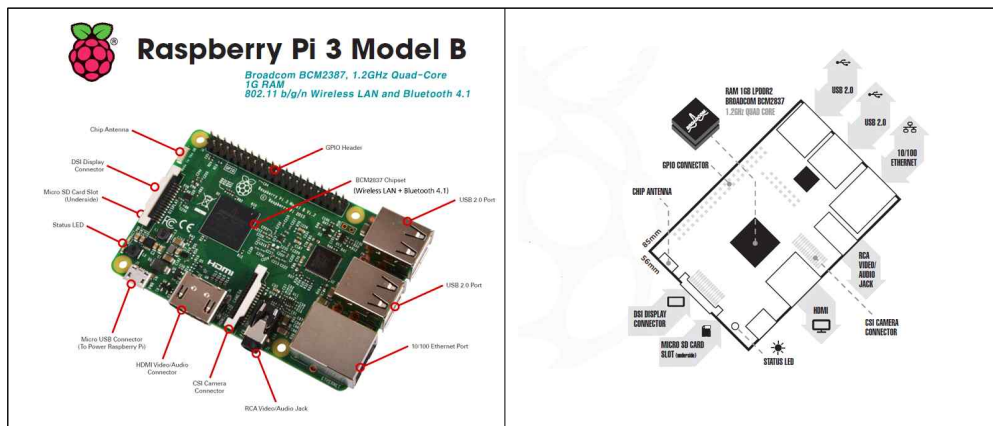 Raspberry Pi 3 Model B
Broadcom BCM2387, 1.2GHz Quad-Core
1G RAM
802.11 b/g/n Wireless LAN and Bluetooth 4.1
Chip Antenna
DSI Display
Connector
Micro SD Card Slot
(Underside)
Status LED
Micro USB Connector
(To Power Raspberry Pi)
HDMI Video/Audio
Connector
CSI Camera
Connector
RCA Video/Audio Jack
GPIO Header
BCM2837 Chipset
(Wireless LAN + Bluetooth 4.1)
USB 2.0 Port
USB 2.0 Port
10/100 Ethernet Port
HDMI
RAM 1GB LPDDR2
BROADCOM BCM2837
1.2GHz QUAD CORE
GPIO CONNECTOR
CHIP ANTENNA
USB 2.0
USB 2.0
10/100
ETHERNET
85mm
56mm
DSI DISPLAY
CONNECTOR
MICRO SD CARD
SLOT (underside)
STATUS LED
HDMI
RCA
VIDEO/
AUDIO
JACK
CSI CAMERA
CONNECTOR